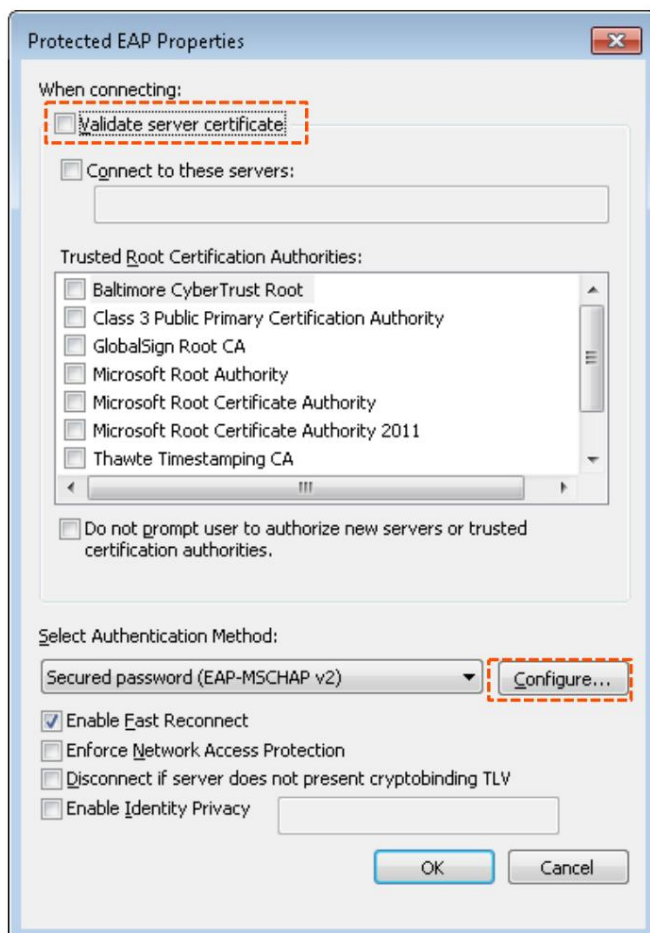 Protected EAP Properties
When connecting:
Validate server certificate
Connect to these servers:
Trusted Root Certification Authorities:
Baltimore CyberTrust Root
Class 3 Public Primary Certification Authority
GlobalSign Root CA
Microsoft Root Authority
Microsoft Root Certificate Authority
Microsoft Root Certificate Authority 2011
Thawte Timestamping CA
Do not prompt user to authorize new servers or trusted
certification authorities.
Select Authentication Method:
Secured password (EAP-MSCHAP v2)
Configure...
Enable Fast Reconnect
Enforce Network Access Protection
Disconnect if server does not present cryptobinding TLV
Enable Identity Privacy
OK
Cancel